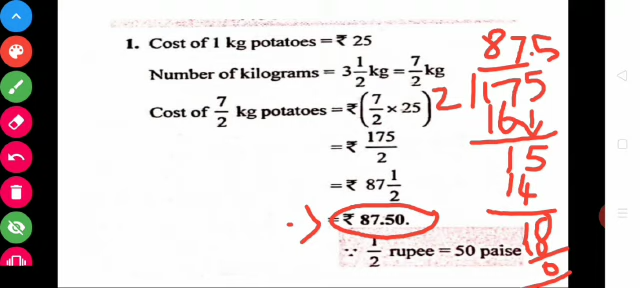 1. Cost of 1 kg potatoes = ₹ 25
Number of kilograms = 3 1/2 kg = 7/2 kg
Cost of 7/2 kg potatoes = ₹ (7/2 × 25)
= ₹ 175/2
= ₹ 87 1/2
= ₹ 87.50.
∵ 1/2 rupee = 50 paise
87.5
2 175
16↓
15
14
10
0